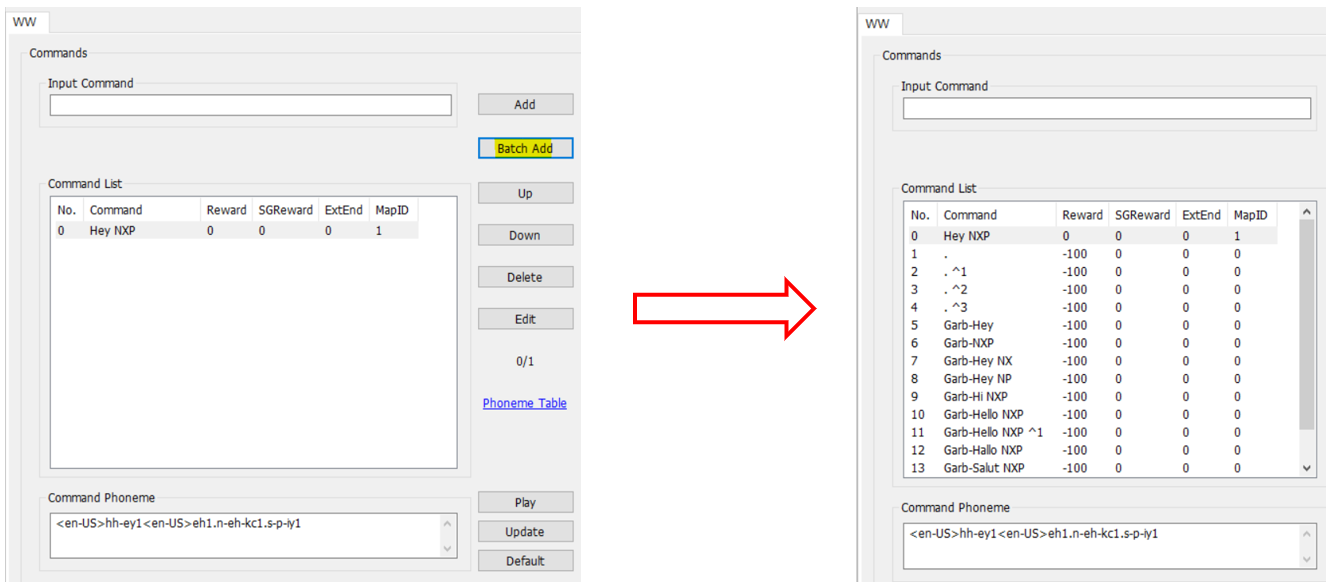 WW
Commands
Input Command
Add
Batch Add
Command List
Up
No. Command Reward SGReward ExtEnd MapID
0 Hey NXP 0 0 0 1
Down
Delete
Edit
0/1
Phoneme Table
Command Phoneme
Play
<en-US>hh-ey1<en-US>eh1.n-eh-kc1.s-p-iy1
Update
Default
WW
Commands
Input Command
Command List
No. Command Reward SGReward ExtEnd MapID
0 Hey NXP 0 0 0 1
1 . -100 0 0 0
2 . ^1 -100 0 0 0
3 . ^2 -100 0 0 0
4 . ^3 -100 0 0 0
5 Garb-Hey -100 0 0 0
6 Garb-NXP -100 0 0 0
7 Garb-Hey NX -100 0 0 0
8 Garb-Hey NP -100 0 0 0
9 Garb-Hi NXP -100 0 0 0
10 Garb-Hello NXP -100 0 0 0
11 Garb-Hello NXP ^1 -100 0 0 0
12 Garb-Hallo NXP -100 0 0 0
13 Garb-Salut NXP -100 0 0 0
Command Phoneme
<en-US>hh-ey1<en-US>eh1.n-eh-kc1.s-p-iy1